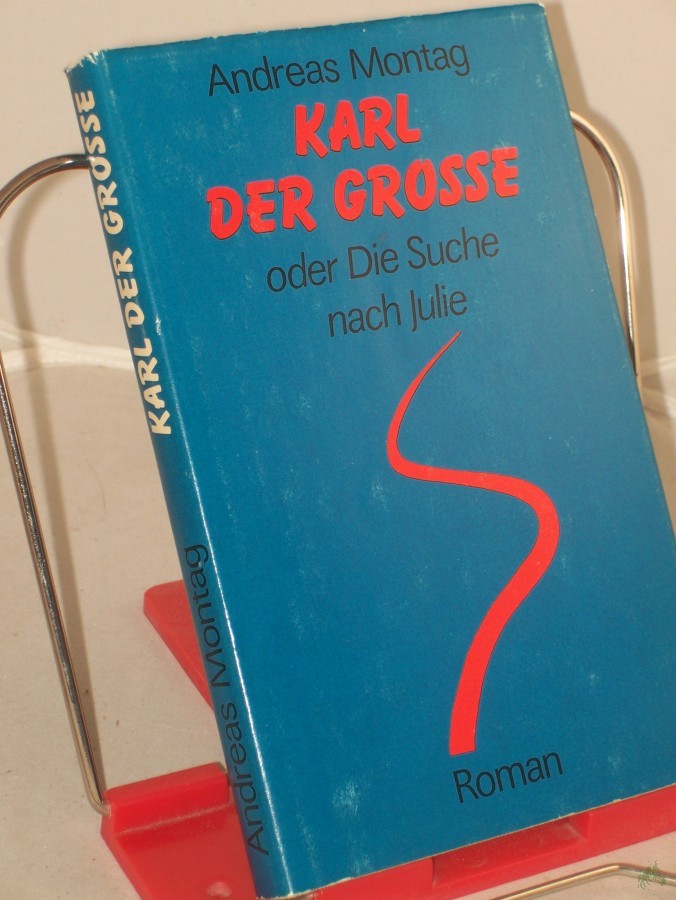 Andreas Montag
KARL
DER GROSSE
oder Die Suche
nach Julie
Roman
KARL DER GROSSE
Andreas Montag